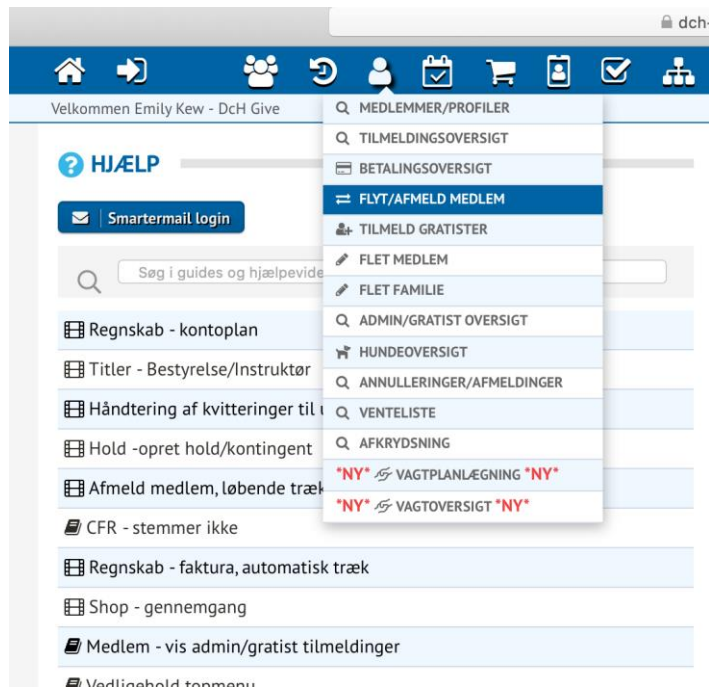 dch-
Velkommen Emily Kew - DcH Give
MEDLEMMER/PROFILER
TILMELDINGSOVERSIGT
BETALINGSOVERSIGT
FLYT/AFMELD MEDLEM
TILMELD GRATISTER
FLET MEDLEM
FLET FAMILIE
ADMIN/GRATIST OVERSIGT
HUNDEOVERSIGT
ANNULLERINGER/AFMELDINGER
VENTELISTE
AFKRYDSNING
*NY* VAGTPLANLÆGNING *NY*
*NY* VAGTOVERSIGT *NY*
HJÆLP
Smartermail login
Søg i guides og hjælpevide
Regnskab - kontoplan
Titler - Bestyrelse/Instruktør
Håndtering af kvitteringer til
Hold -opret hold/kontingent
Afmeld medlem, løbende træk
CFR - stemmer ikke
Regnskab - faktura, automatisk træk
Shop - gennemgang
Medlem - vis admin/gratist tilmeldinger
Vedligehold topmenu